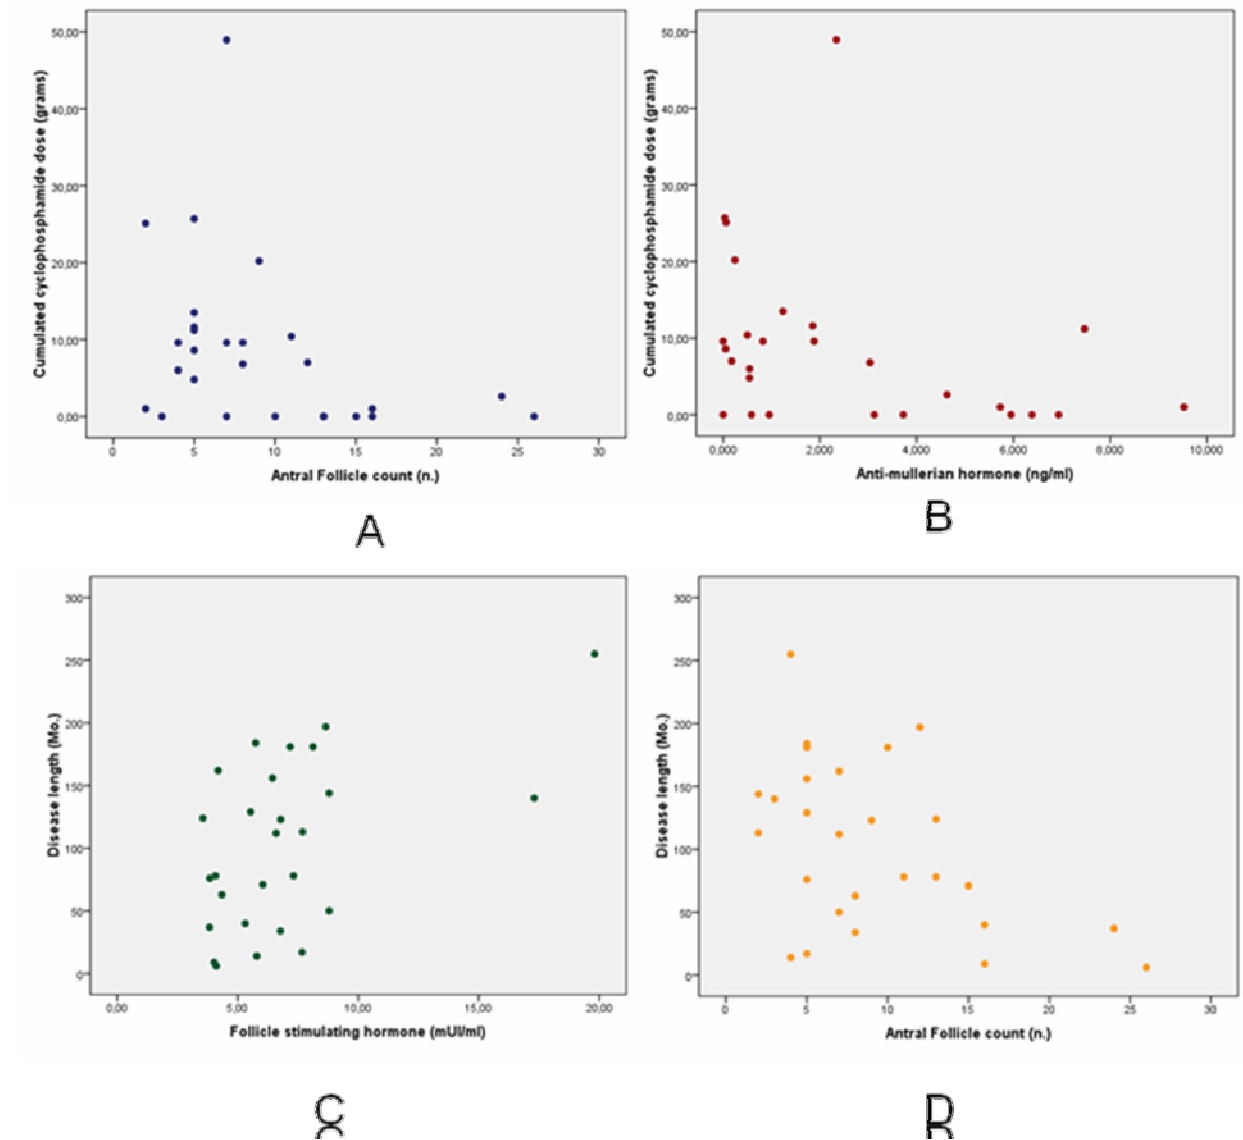 Cumulated cyclophosphamide dose (grams)
50,00
40,00
30,00
20,00
10,00
0,00
0 5 10 15 20 25 30
Antral Follicle count (n.)
A
Cumulated cyclophosphamide dose (grams)
50,00
40,00
30,00
20,00
10,00
0,00
0,000 2,000 4,000 6,000 8,000 10,000
Anti-mullerian hormone (ng/ml)
B
Disease length (Mo.)
300
250
200
150
100
50
0
0,00 5,00 10,00 15,00 20,00
Follicle stimulating hormone (mUI/ml)
C
Disease length (Mo.)
300
250
200
150
100
50
0
0 5 10 15 20 25 30
Antral Follicle count (n.)
D